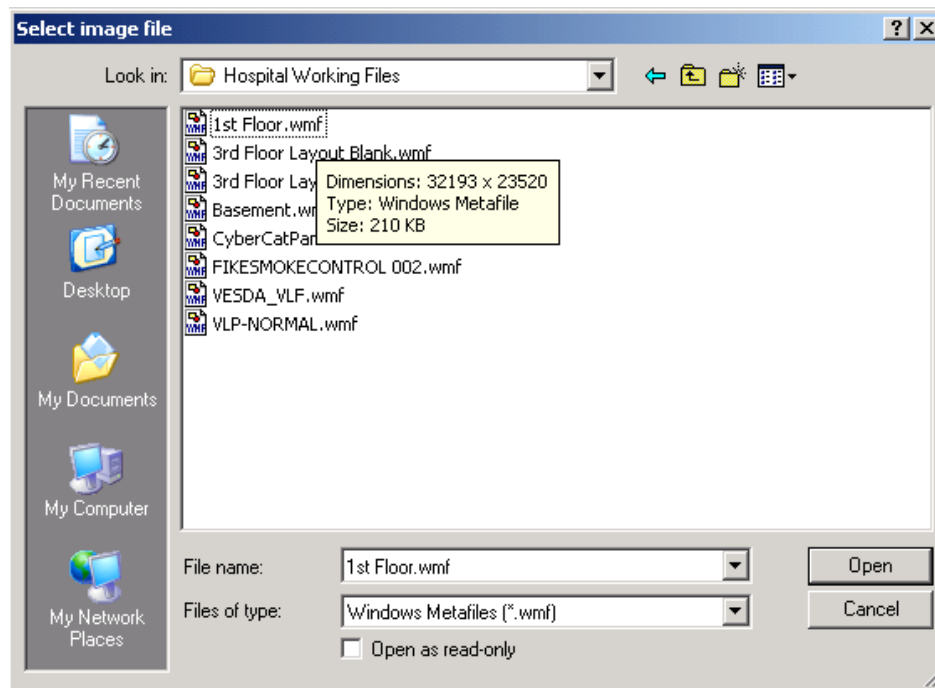 Select image file
Look in: Hospital Working Files
My Recent
Documents
Desktop
My Documents
My Computer
My Network
Places
1st Floor.wmf
3rd Floor Layout Blank.wmf
3rd Floor Lay
Basement.wm
CyberCatPan
FIKESMOKECONTROL 002.wmf
VESDA_VLF.wmf
VLP-NORMAL.wmf
Dimensions: 32193 x 23520
Type: Windows Metafile
Size: 210 KB
File name: 1st Floor.wmf Open
Files of type: Windows Metafiles (*.wmf) Cancel
Open as read-only